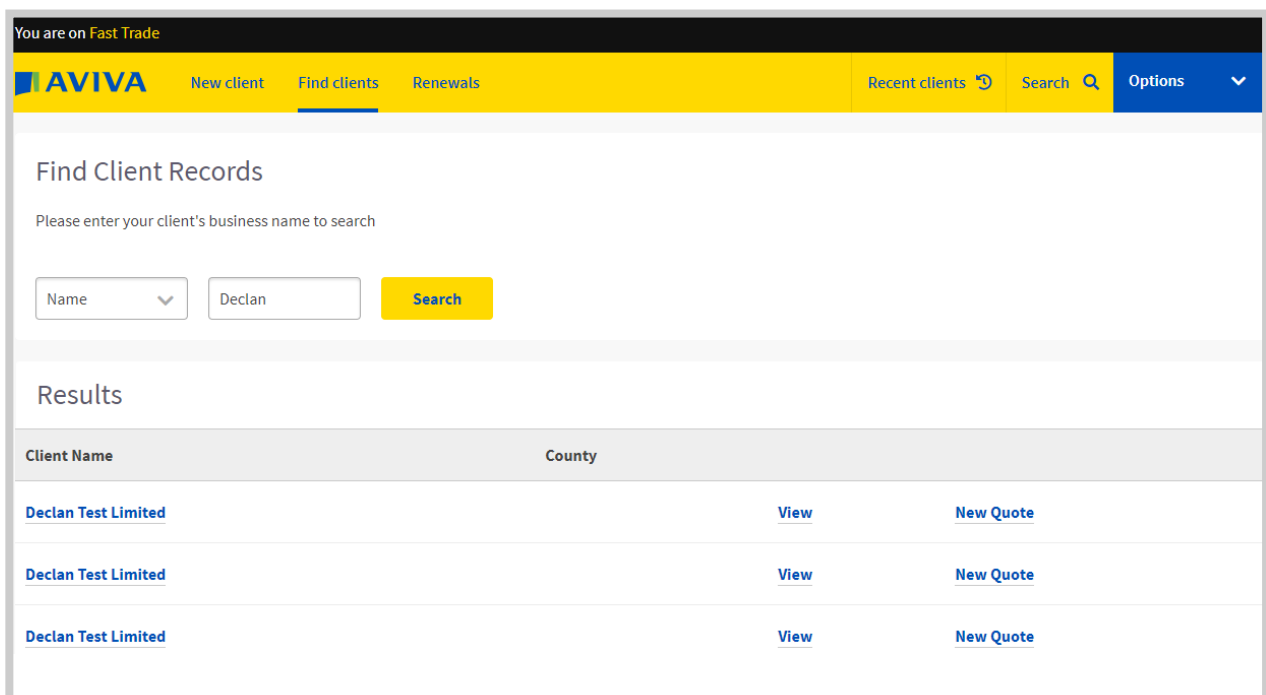 You are on Fast Trade
AVIVA New client Find clients Renewals Recent clients Search Options
Find Client Records
Please enter your client's business name to search
Name Declan Search
Results
Client Name County
Declan Test Limited View New Quote
Declan Test Limited View New Quote
Declan Test Limited View New Quote